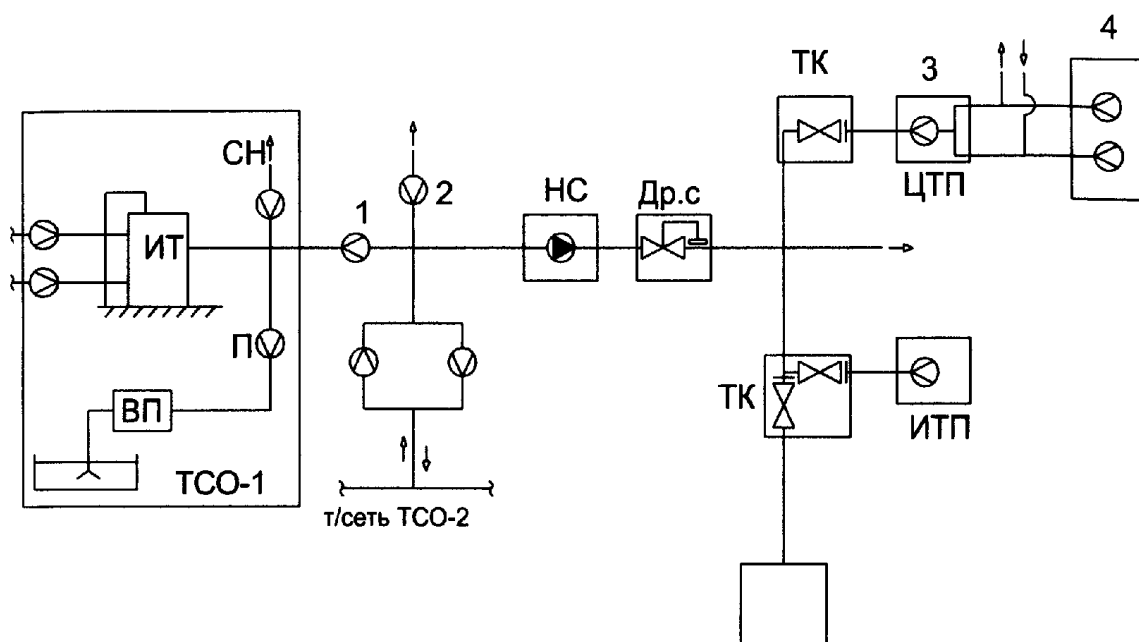 4
ТК
3
СН
НС
Др.с
2
1
ЦТП
ИТ
П
ТК
ВП
ИТП
ТСО-1
т/сеть ТСО-2